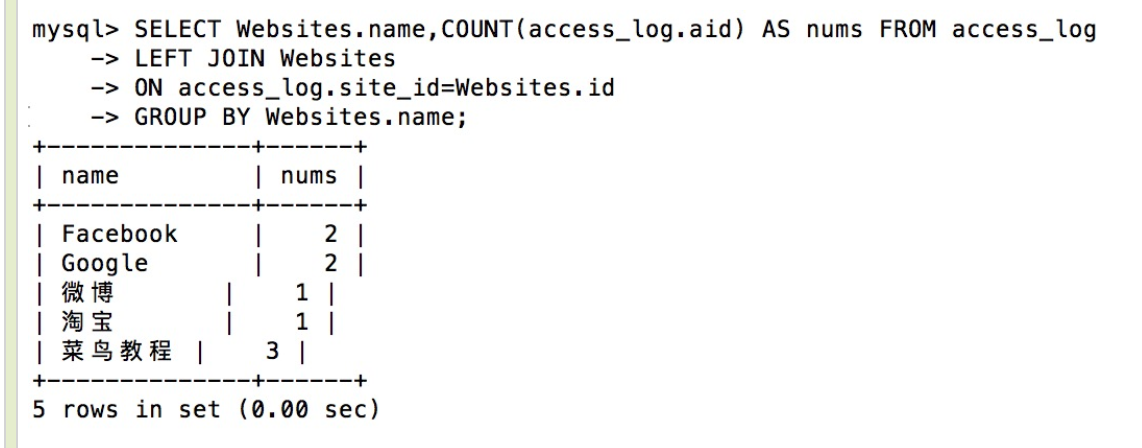 mysql> SELECT Websites.name,COUNT(access_log.aid) AS nums FROM access_log
    -> LEFT JOIN Websites
    -> ON access_log.site_id=Websites.id
    -> GROUP BY Websites.name;
+--------------+------+
| name         | nums |
+--------------+------+
| Facebook     |    2 |
| Google       |    2 |
| 微博       |    1 |
| 淘宝       |    1 |
| 菜鸟教程 |    3 |
+--------------+------+
5 rows in set (0.00 sec)